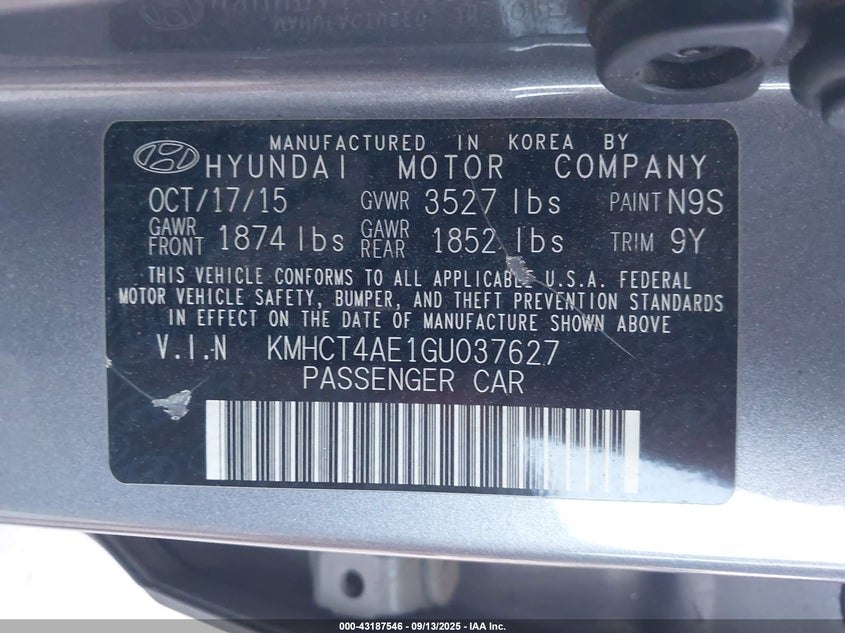 MANUFACTURED IN KOREA BY
HYUNDAI MOTOR COMPANY
OCT/17/15 GVWR 3527 lbs PAINT N9S
GAWR FRONT 1874 lbs GAWR REAR 1852 lbs TRIM 9Y
THIS VEHICLE CONFORMS TO ALL APPLICABLE U.S.A. FEDERAL
MOTOR VEHICLE SAFETY, BUMPER, AND THEFT PREVENTION STANDARDS
IN EFFECT ON THE DATE OF MANUFACTURE SHOWN ABOVE
V.I.N KMHCT4AE1GU037627
PASSENGER CAR
000-43187546 - 09/13/2025 - IAA Inc.